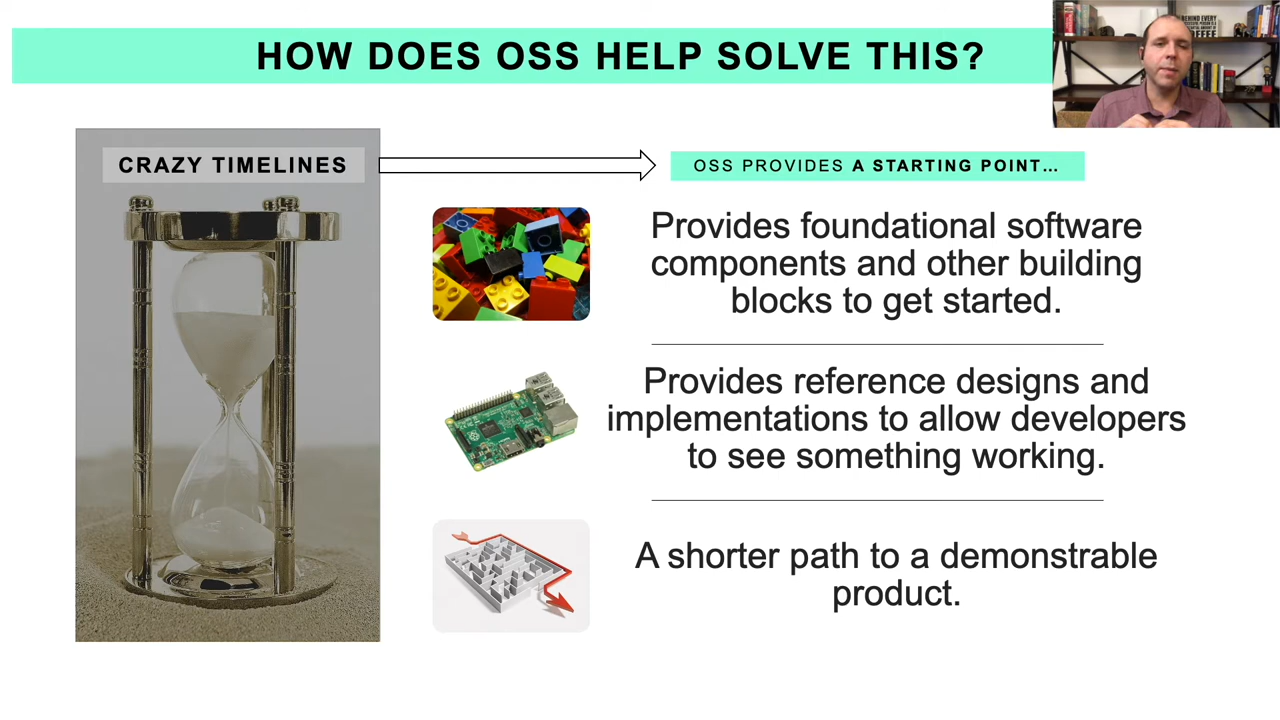 HOW DOES OSS HELP SOLVE THIS?
BEHIND EVERY
CRAZY TIMELINES
OSS PROVIDES A STARTING POINT...
Provides foundational software
components and other building
blocks to get started.
Provides reference designs and
implementations to allow developers
to see something working.
A shorter path to a demonstrable
product.